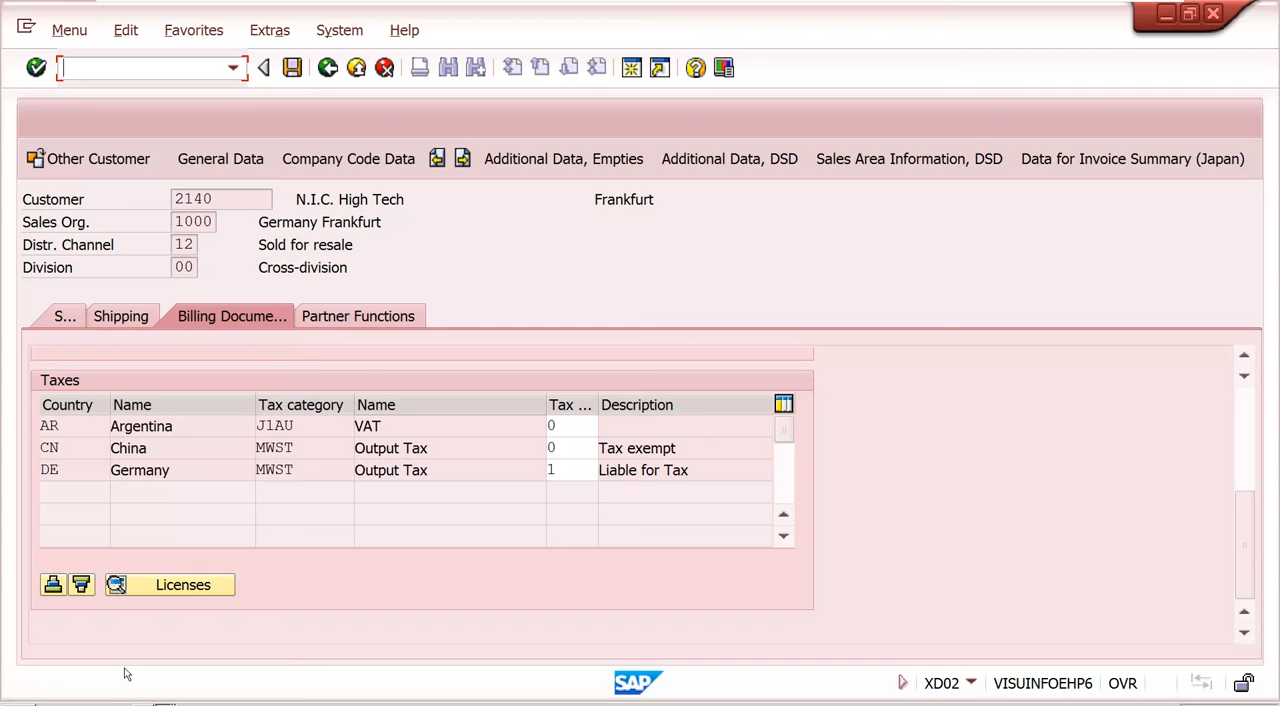 Menu Edit Favorites Extras System Help
Other Customer General Data Company Code Data Additional Data, Empties Additional Data, DSD Sales Area Information, DSD Data for Invoice Summary (Japan)
Customer 2140 N.I.C. High Tech Frankfurt
Sales Org. 1000 Germany Frankfurt
Distr. Channel 12 Sold for resale
Division 00 Cross-division
S... Shipping Billing Docume... Partner Functions
Taxes
Country Name Tax category Name Tax ... Description
AR Argentina J1AU VAT 0
CN China MWST Output Tax 0 Tax exempt
DE Germany MWST Output Tax 1 Liable for Tax
Licenses
SAP XD02 VISUINFOEHP6 OVR